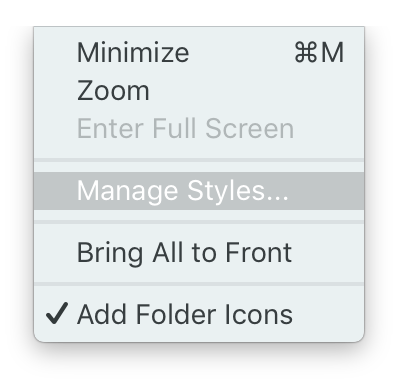 Minimize ⌘M
Zoom
Enter Full Screen
Manage Styles...
Bring All to Front
✓ Add Folder Icons